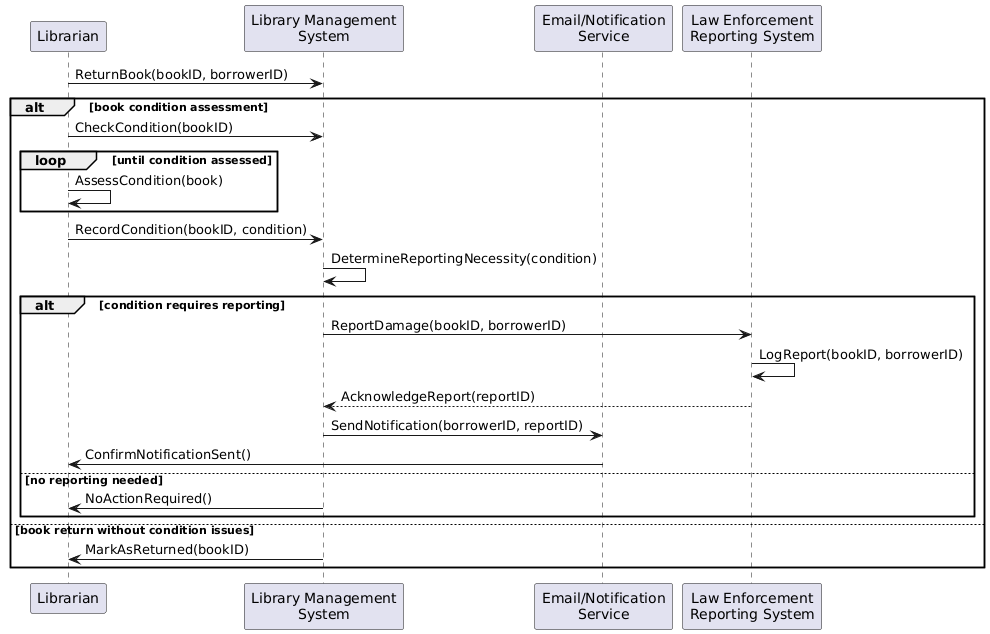 Librarian
Library Management
System
Email/Notification
Service
Law Enforcement
Reporting System
ReturnBook(bookID, borrowerID)
alt
[book condition assessment]
CheckCondition(bookID)
loop
[until condition assessed]
AssessCondition(book)
RecordCondition(bookID, condition)
DetermineReportingNecessity(condition)
alt
[condition requires reporting]
ReportDamage(bookID, borrowerID)
LogReport(bookID, borrowerID)
AcknowledgeReport(reportID)
SendNotification(borrowerID, reportID)
ConfirmNotificationSent()
[no reporting needed]
NoActionRequired()
[book return without condition issues]
MarkAsReturned(bookID)
Librarian
Library Management
System
Email/Notification
Service
Law Enforcement
Reporting System